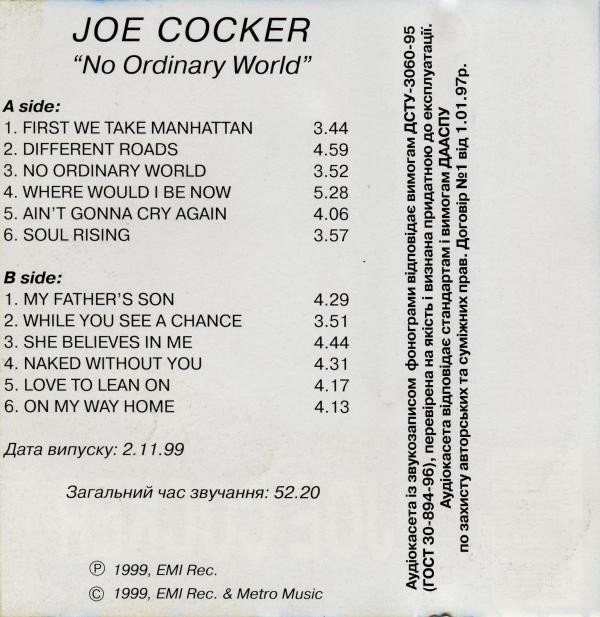 JOE COCKER
“No Ordinary World”
A side:
1. FIRST WE TAKE MANHATTAN 3.44
2. DIFFERENT ROADS 4.59
3. NO ORDINARY WORLD 3.52
4. WHERE WOULD I BE NOW 5.28
5. AIN'T GONNA CRY AGAIN 4.06
6. SOUL RISING 3.57
B side:
1. MY FATHER'S SON 4.29
2. WHILE YOU SEE A CHANCE 3.51
3. SHE BELIEVES IN ME 4.44
4. NAKED WITHOUT YOU 4.31
5. LOVE TO LEAN ON 4.17
6. ON MY WAY HOME 4.13
Дата випуску: 2.11.99
Загальний час звучання: 52.20
℗ 1999, EMI Rec.
© 1999, EMI Rec. & Metro Music
Аудіокасета із звукозаписом фонограми відповідає вимогам ДСТУ-3060-95
(ГОСТ 30-894-96), перевірена на якість і визнана придатною до експлуатації.
Аудіокасета відповідає стандартам і вимогам ДААСПУ
по захисту авторських та суміжних прав. Договір №1 від 1.01.97р.